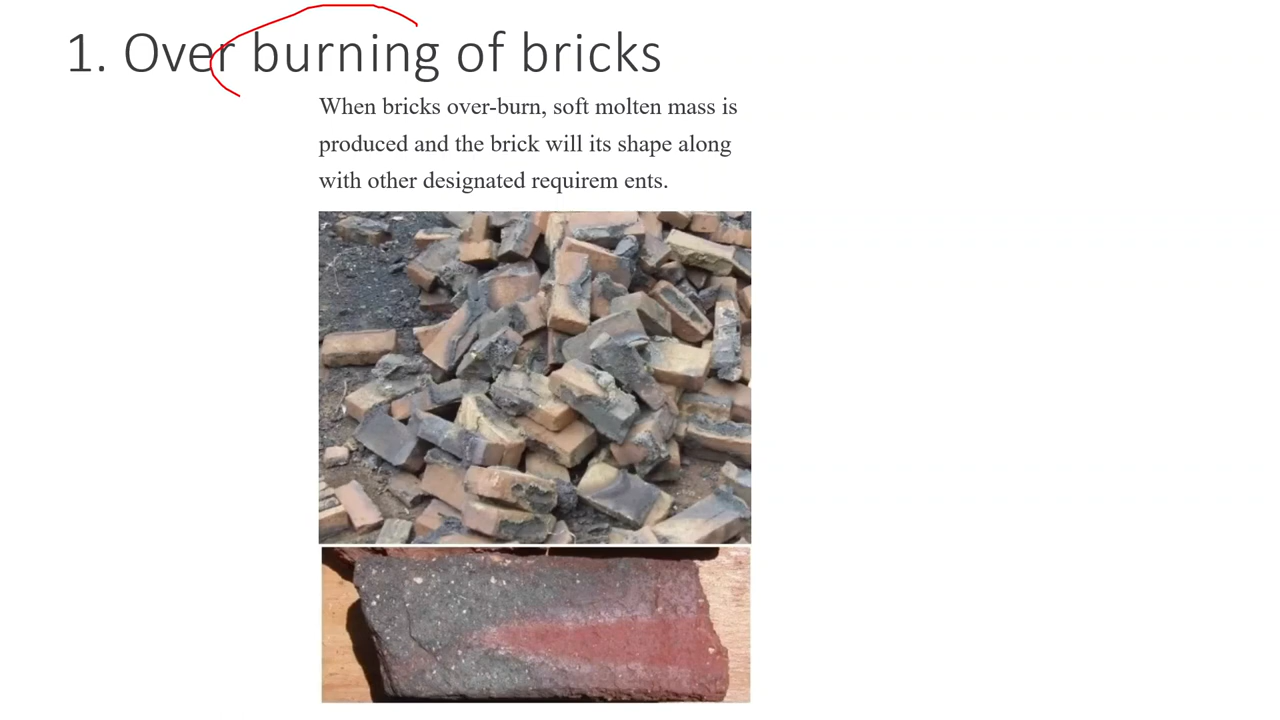 1. Over burning of bricks
When bricks over-burn, soft molten mass is
produced and the brick will its shape along
with other designated requirem ents.